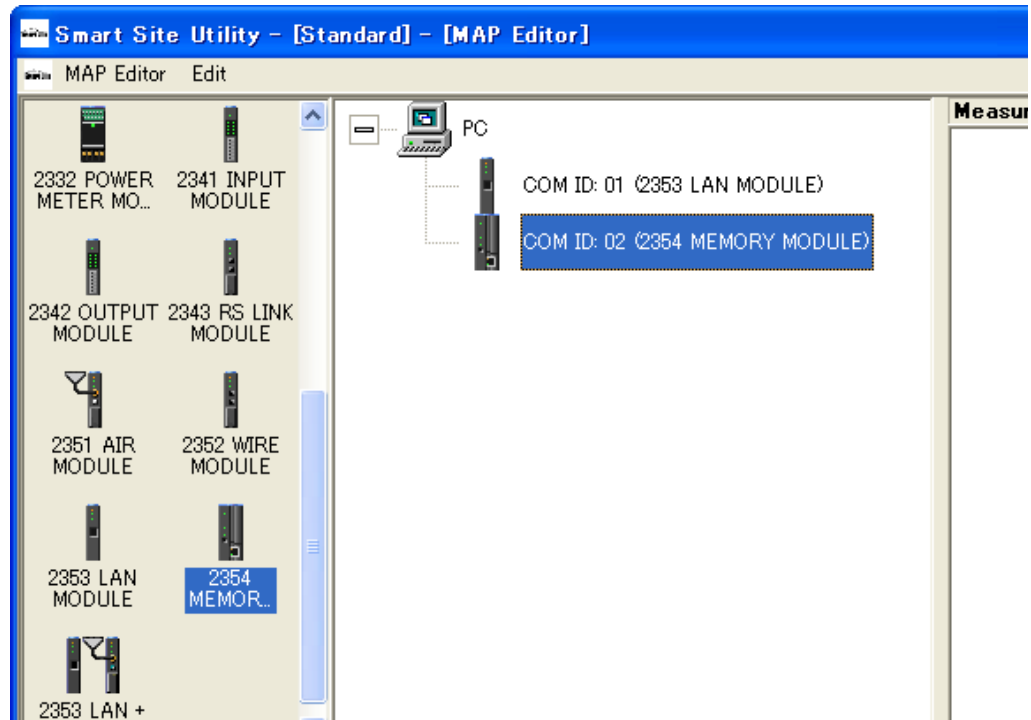 Smart Site Utility - [Standard] - [MAP Editor]
MAP Editor Edit
2332 POWER METER MO...
2341 INPUT MODULE
2342 OUTPUT MODULE
2343 RS LINK MODULE
2351 AIR MODULE
2352 WIRE MODULE
2353 LAN MODULE
2354 MEMOR...
2353 LAN +
PC
COM ID: 01 (2353 LAN MODULE)
COM ID: 02 (2354 MEMORY MODULE)
Measur